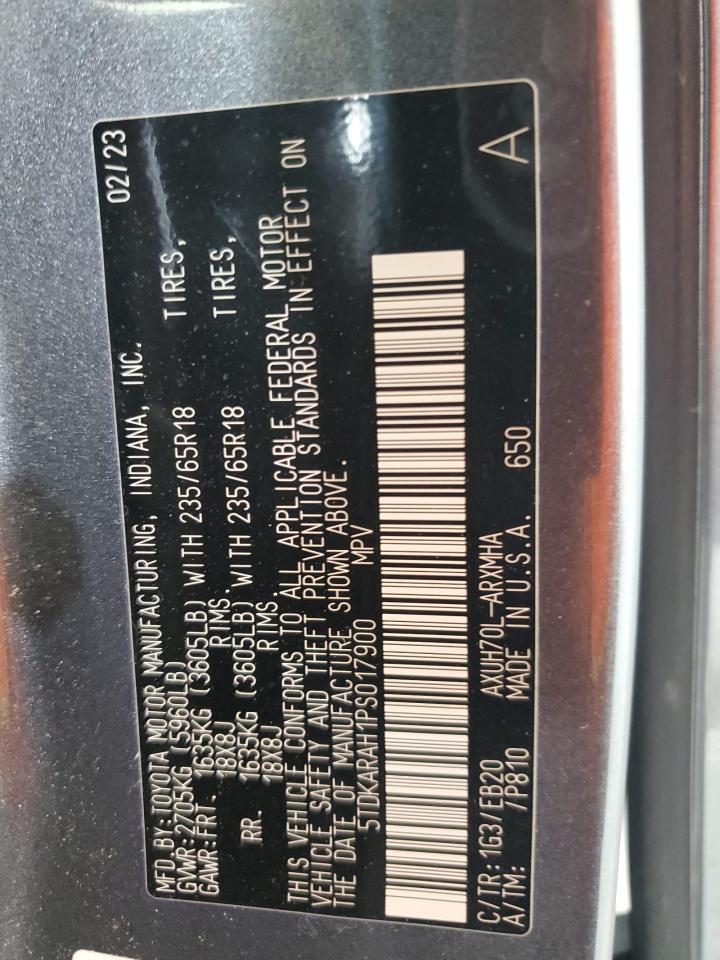 02/23
MFD. BY: TOYOTA MOTOR MANUFACTURING, INDIANA, INC.
GVWR: 2705KG (5960LB)
GAWR: FRT. 1635KG (3605LB) WITH 235/65R18 TIRES,
18X8J RIMS.
RR. 1635KG (3605LB) WITH 235/65R18 TIRES,
18X8J RIMS.
THIS VEHICLE CONFORMS TO ALL APPLICABLE FEDERAL MOTOR
VEHICLE SAFETY AND THEFT PREVENTION STANDARDS IN EFFECT ON
THE DATE OF MANUFACTURE SHOWN ABOVE.
5TDKARAH1PS017900 MPV
C/TR: 1G3/EB20 AXUH70L-ARXMHA
A/TM: /P810 MADE IN U.S.A. 650 A